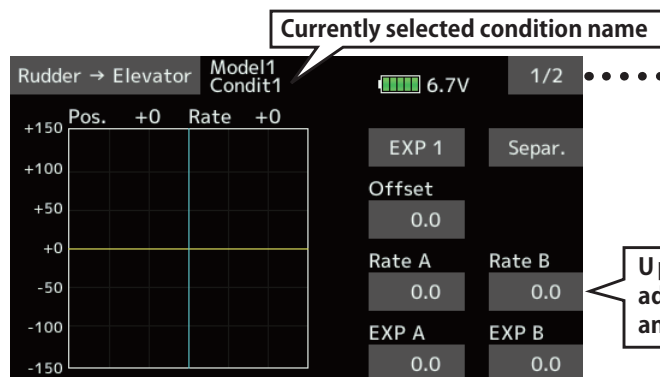 Currently selected condition name
Rudder → Elevator
Model1
Condit1
6.7V
1/2
Pos. +0 Rate +0
+150
+100
+50
+0
-50
-100
-150
EXP 1
Separ.
Offset
0.0
Rate A
Rate B
0.0
0.0
EXP A
EXP B
0.0
0.0